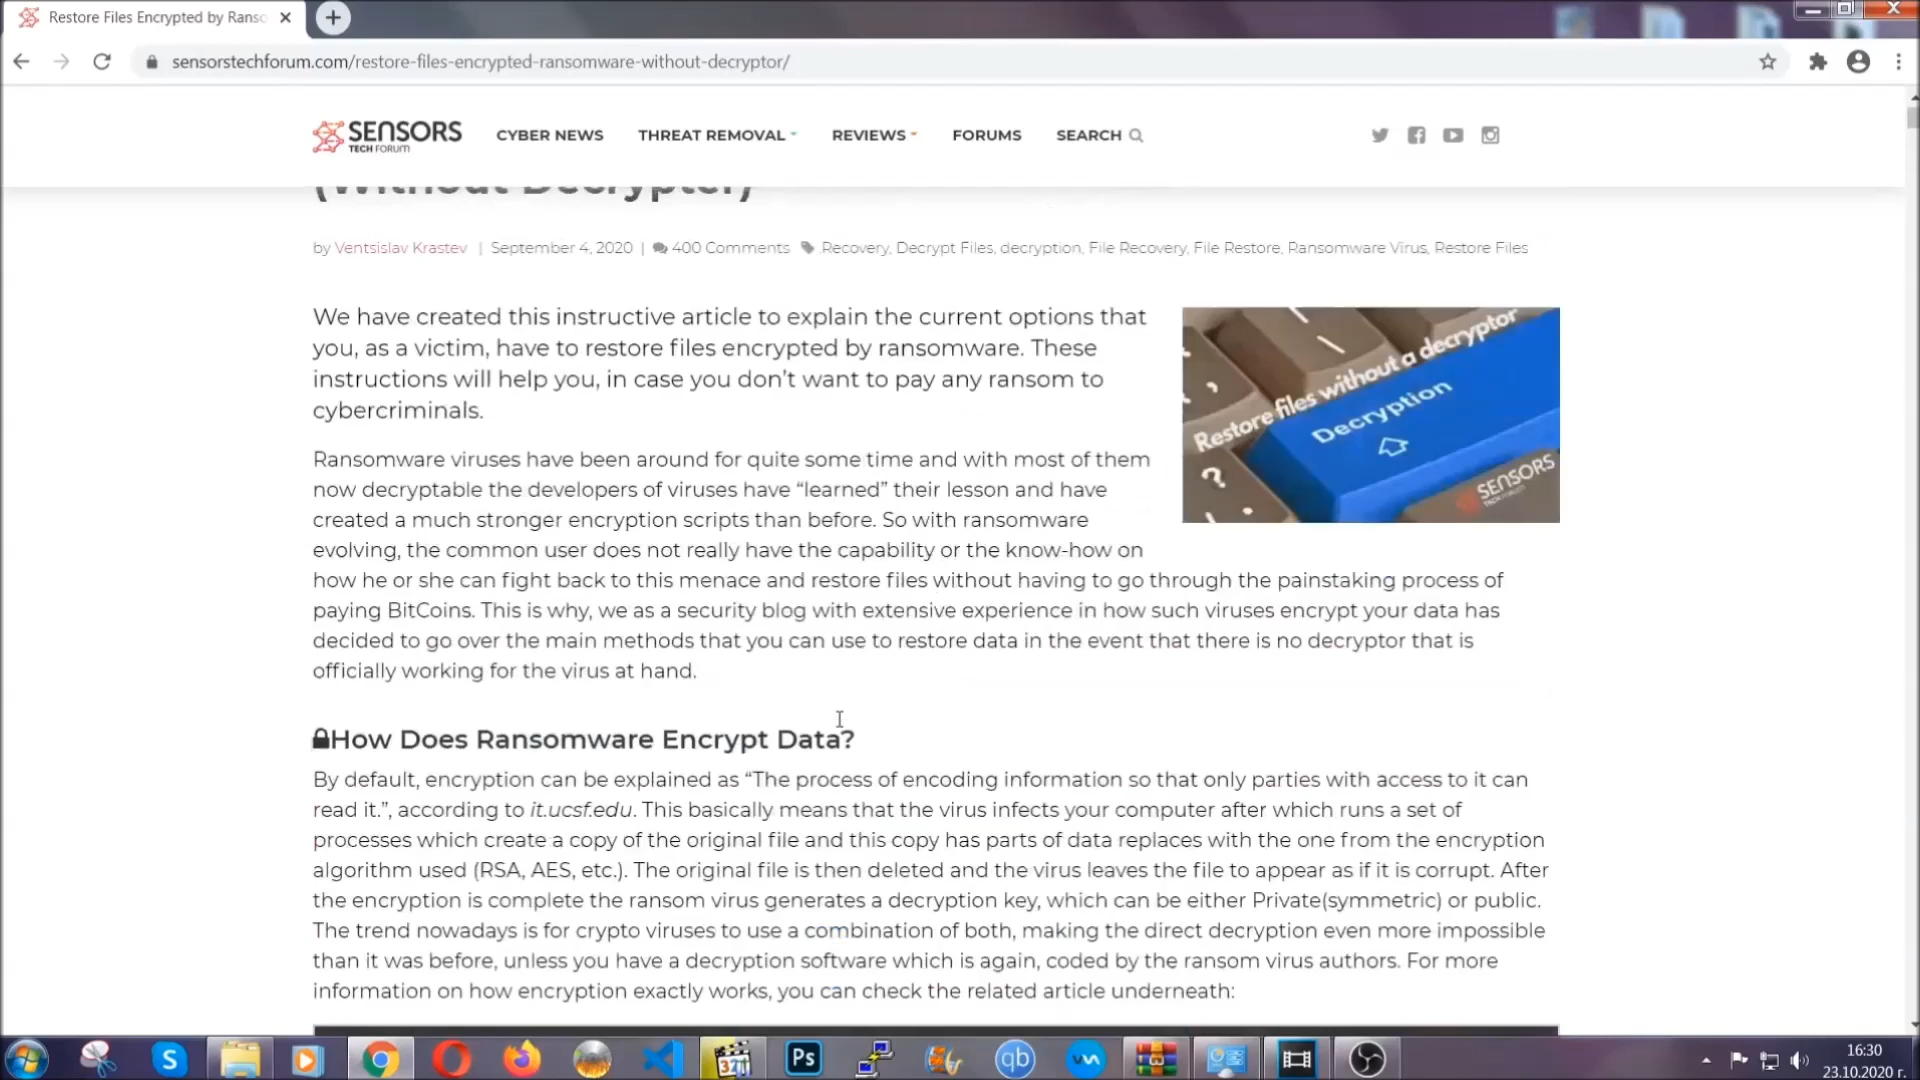 Restore Files Encrypted by Ranso
sensorstechforum.com/restore-files-encrypted-ransomware-without-decryptor/
SENSORS
TECH FORUM
CYBER NEWS
THREAT REMOVAL
REVIEWS
FORUMS
SEARCH
(Without Decrypter)
by Ventsislav Krastev | September 4, 2020 | 400 Comments Recovery, Decrypt Files, decryption, File Recovery, File Restore, Ransomware Virus, Restore Files
We have created this instructive article to explain the current options that
you, as a victim, have to restore files encrypted by ransomware. These
instructions will help you, in case you don't want to pay any ransom to
cybercriminals.
Restore files without a decryptor
Decryption
SENSORS
Ransomware viruses have been around for quite some time and with most of them
now decryptable the developers of viruses have “learned” their lesson and have
created a much stronger encryption scripts than before. So with ransomware
evolving, the common user does not really have the capability or the know-how on
how he or she can fight back to this menace and restore files without having to go through the painstaking process of
paying BitCoins. This is why, we as a security blog with extensive experience in how such viruses encrypt your data has
decided to go over the main methods that you can use to restore data in the event that there is no decryptor that is
officially working for the virus at hand.
How Does Ransomware Encrypt Data?
By default, encryption can be explained as “The process of encoding information so that only parties with access to it can
read it.”, according to it.ucsf.edu. This basically means that the virus infects your computer after which runs a set of
processes which create a copy of the original file and this copy has parts of data replaces with the one from the encryption
algorithm used (RSA, AES, etc.). The original file is then deleted and the virus leaves the file to appear as if it is corrupt. After
the encryption is complete the ransom virus generates a decryption key, which can be either Private(symmetric) or public.
The trend nowadays is for crypto viruses to use a combination of both, making the direct decryption even more impossible
than it was before, unless you have a decryption software which is again, coded by the ransom virus authors. For more
information on how encryption exactly works, you can check the related article underneath:
S
Ps
qb
16:30
23.10.2020 г.